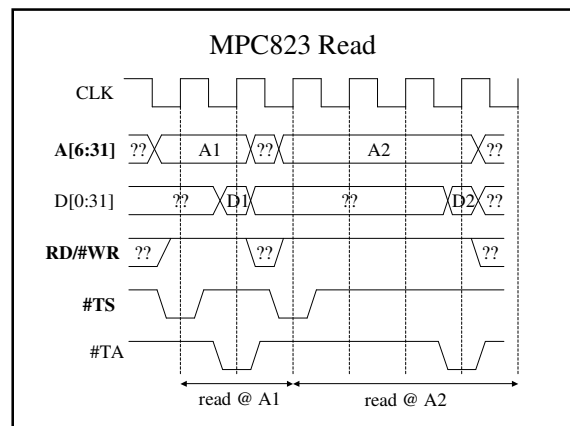 MPC823 Read
CLK
A[6:31] ?? A1 ?? A2 ??
D[0:31] ?? D1 ?? D2 ??
RD/#WR ?? ?? ??
#TS
#TA
read @ A1 read @ A2